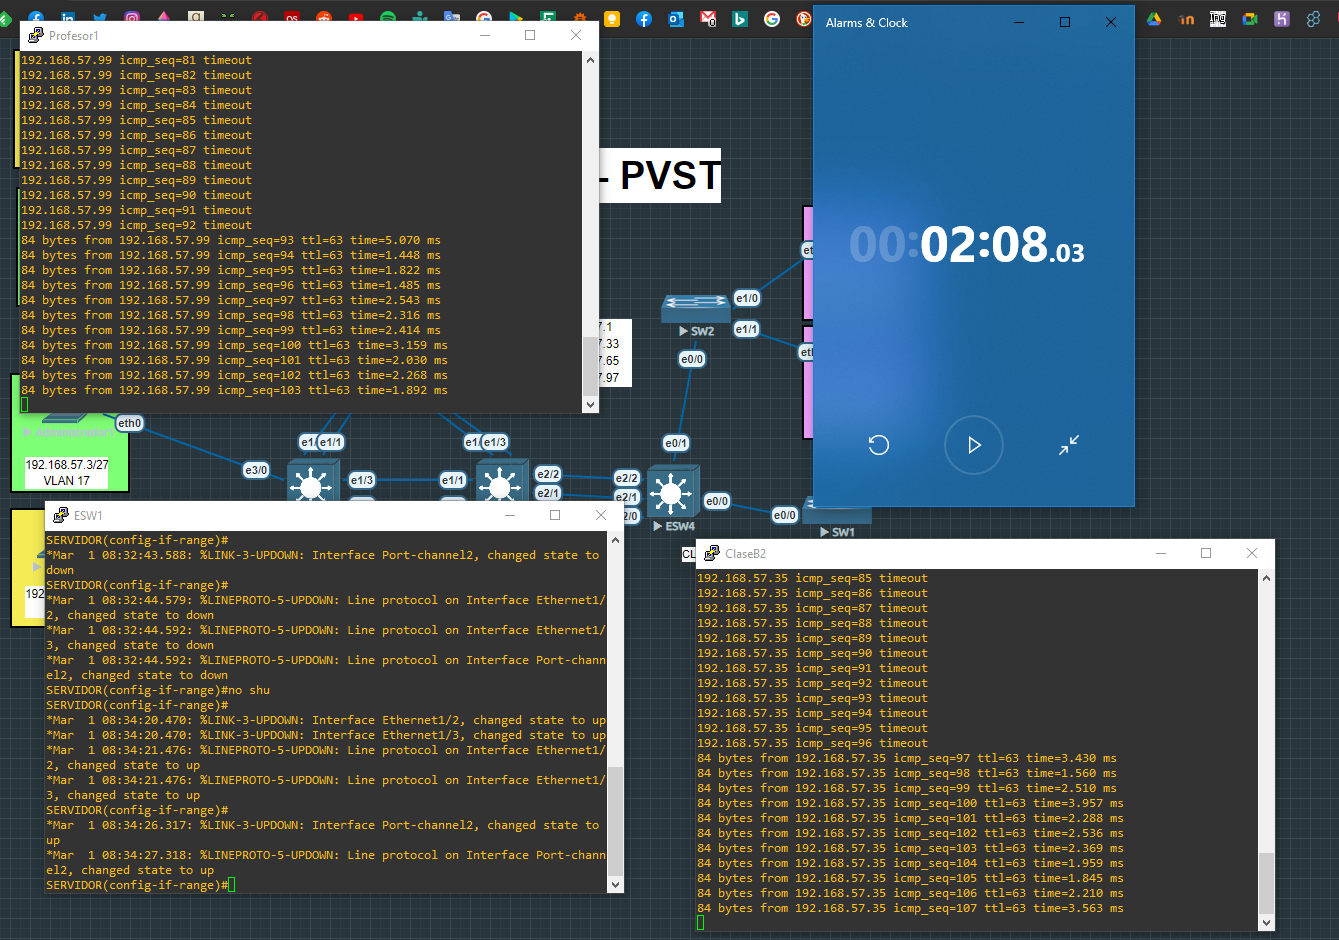 Profesor1
192.168.57.99 icmp_seq=81 timeout
192.168.57.99 icmp_seq=82 timeout
192.168.57.99 icmp_seq=83 timeout
192.168.57.99 icmp_seq=84 timeout
192.168.57.99 icmp_seq=85 timeout
192.168.57.99 icmp_seq=86 timeout
192.168.57.99 icmp_seq=87 timeout
192.168.57.99 icmp_seq=88 timeout
192.168.57.99 icmp_seq=89 timeout
192.168.57.99 icmp_seq=90 timeout
192.168.57.99 icmp_seq=91 timeout
192.168.57.99 icmp_seq=92 timeout
84 bytes from 192.168.57.99 icmp_seq=93 ttl=63 time=5.070 ms
84 bytes from 192.168.57.99 icmp_seq=94 ttl=63 time=1.448 ms
84 bytes from 192.168.57.99 icmp_seq=95 ttl=63 time=1.822 ms
84 bytes from 192.168.57.99 icmp_seq=96 ttl=63 time=1.485 ms
84 bytes from 192.168.57.99 icmp_seq=97 ttl=63 time=2.543 ms
84 bytes from 192.168.57.99 icmp_seq=98 ttl=63 time=2.316 ms
84 bytes from 192.168.57.99 icmp_seq=99 ttl=63 time=2.414 ms
84 bytes from 192.168.57.99 icmp_seq=100 ttl=63 time=3.159 ms
84 bytes from 192.168.57.99 icmp_seq=101 ttl=63 time=2.030 ms
84 bytes from 192.168.57.99 icmp_seq=102 ttl=63 time=2.268 ms
84 bytes from 192.168.57.99 icmp_seq=103 ttl=63 time=1.892 ms
- PVST
Alarms & Clock
00:02:08.03
7.1
7.33
7.65
7.97
e1/0
SW2
e1/1
e0/0
et
eth
eth0
192.168.57.3/27
VLAN 17
e3/0
e1/1
e1/3
e1/1
e1/3
e2/2
e2/1
e2/2
e2/1
2/0
e0/1
e0/0
ESW4
e0/0
SW1
CL
192
ESW1
SERVIDOR(config-if-range)#
*Mar  1 08:32:43.588: %LINK-3-UPDOWN: Interface Port-channel2, changed state to
down
SERVIDOR(config-if-range)#
*Mar  1 08:32:44.579: %LINEPROTO-5-UPDOWN: Line protocol on Interface Ethernet1/
2, changed state to down
*Mar  1 08:32:44.592: %LINEPROTO-5-UPDOWN: Line protocol on Interface Ethernet1/
3, changed state to down
*Mar  1 08:32:44.592: %LINEPROTO-5-UPDOWN: Line protocol on Interface Port-chann
el2, changed state to down
SERVIDOR(config-if-range)#no shu
SERVIDOR(config-if-range)#
*Mar  1 08:34:20.470: %LINK-3-UPDOWN: Interface Ethernet1/2, changed state to up
*Mar  1 08:34:20.470: %LINK-3-UPDOWN: Interface Ethernet1/3, changed state to up
*Mar  1 08:34:21.476: %LINEPROTO-5-UPDOWN: Line protocol on Interface Ethernet1/
2, changed state to up
*Mar  1 08:34:21.476: %LINEPROTO-5-UPDOWN: Line protocol on Interface Ethernet1/
3, changed state to up
SERVIDOR(config-if-range)#
*Mar  1 08:34:26.317: %LINK-3-UPDOWN: Interface Port-channel2, changed state to
up
*Mar  1 08:34:27.318: %LINEPROTO-5-UPDOWN: Line protocol on Interface Port-chann
el2, changed state to up
SERVIDOR(config-if-range)#
ClaseB2
192.168.57.35 icmp_seq=85 timeout
192.168.57.35 icmp_seq=86 timeout
192.168.57.35 icmp_seq=87 timeout
192.168.57.35 icmp_seq=88 timeout
192.168.57.35 icmp_seq=89 timeout
192.168.57.35 icmp_seq=90 timeout
192.168.57.35 icmp_seq=91 timeout
192.168.57.35 icmp_seq=92 timeout
192.168.57.35 icmp_seq=93 timeout
192.168.57.35 icmp_seq=94 timeout
192.168.57.35 icmp_seq=95 timeout
192.168.57.35 icmp_seq=96 timeout
84 bytes from 192.168.57.35 icmp_seq=97 ttl=63 time=3.430 ms
84 bytes from 192.168.57.35 icmp_seq=98 ttl=63 time=1.560 ms
84 bytes from 192.168.57.35 icmp_seq=99 ttl=63 time=2.510 ms
84 bytes from 192.168.57.35 icmp_seq=100 ttl=63 time=3.957 ms
84 bytes from 192.168.57.35 icmp_seq=101 ttl=63 time=2.288 ms
84 bytes from 192.168.57.35 icmp_seq=102 ttl=63 time=2.536 ms
84 bytes from 192.168.57.35 icmp_seq=103 ttl=63 time=2.369 ms
84 bytes from 192.168.57.35 icmp_seq=104 ttl=63 time=1.959 ms
84 bytes from 192.168.57.35 icmp_seq=105 ttl=63 time=1.845 ms
84 bytes from 192.168.57.35 icmp_seq=106 ttl=63 time=2.210 ms
84 bytes from 192.168.57.35 icmp_seq=107 ttl=63 time=3.563 ms